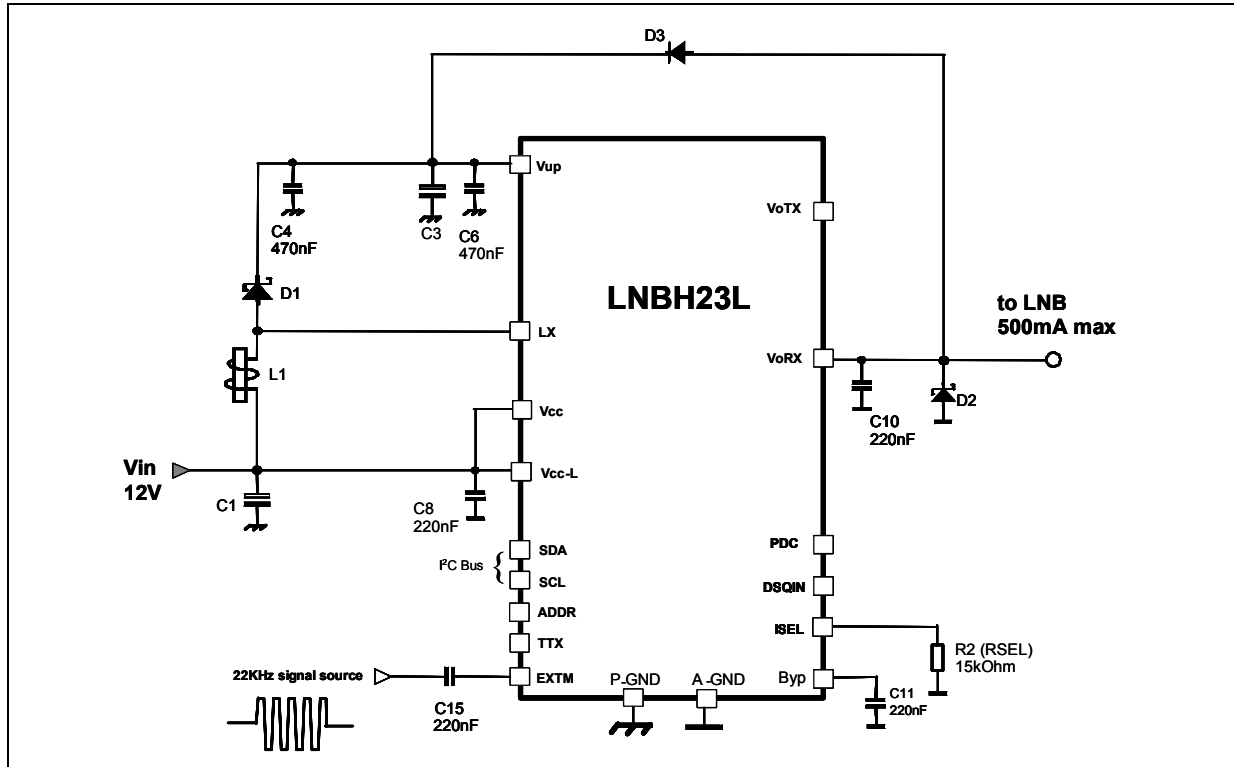 D3
Vup
C4
470nF
C3
C6
470nF
VoTX
D1
LNBH23L
to LNB
500mA max
LX
VoRX
L1
D2
C10
220nF
Vcc
Vin
12V
Vcc-L
C1
C8
220nF
SDA
I²C Bus
SCL
PDC
DSQIN
ADDR
ISEL
TTX
R2 (RSEL)
15kOhm
22KHz signal source
EXTM
P-GND
A-GND
Byp
C11
220nF
C15
220nF